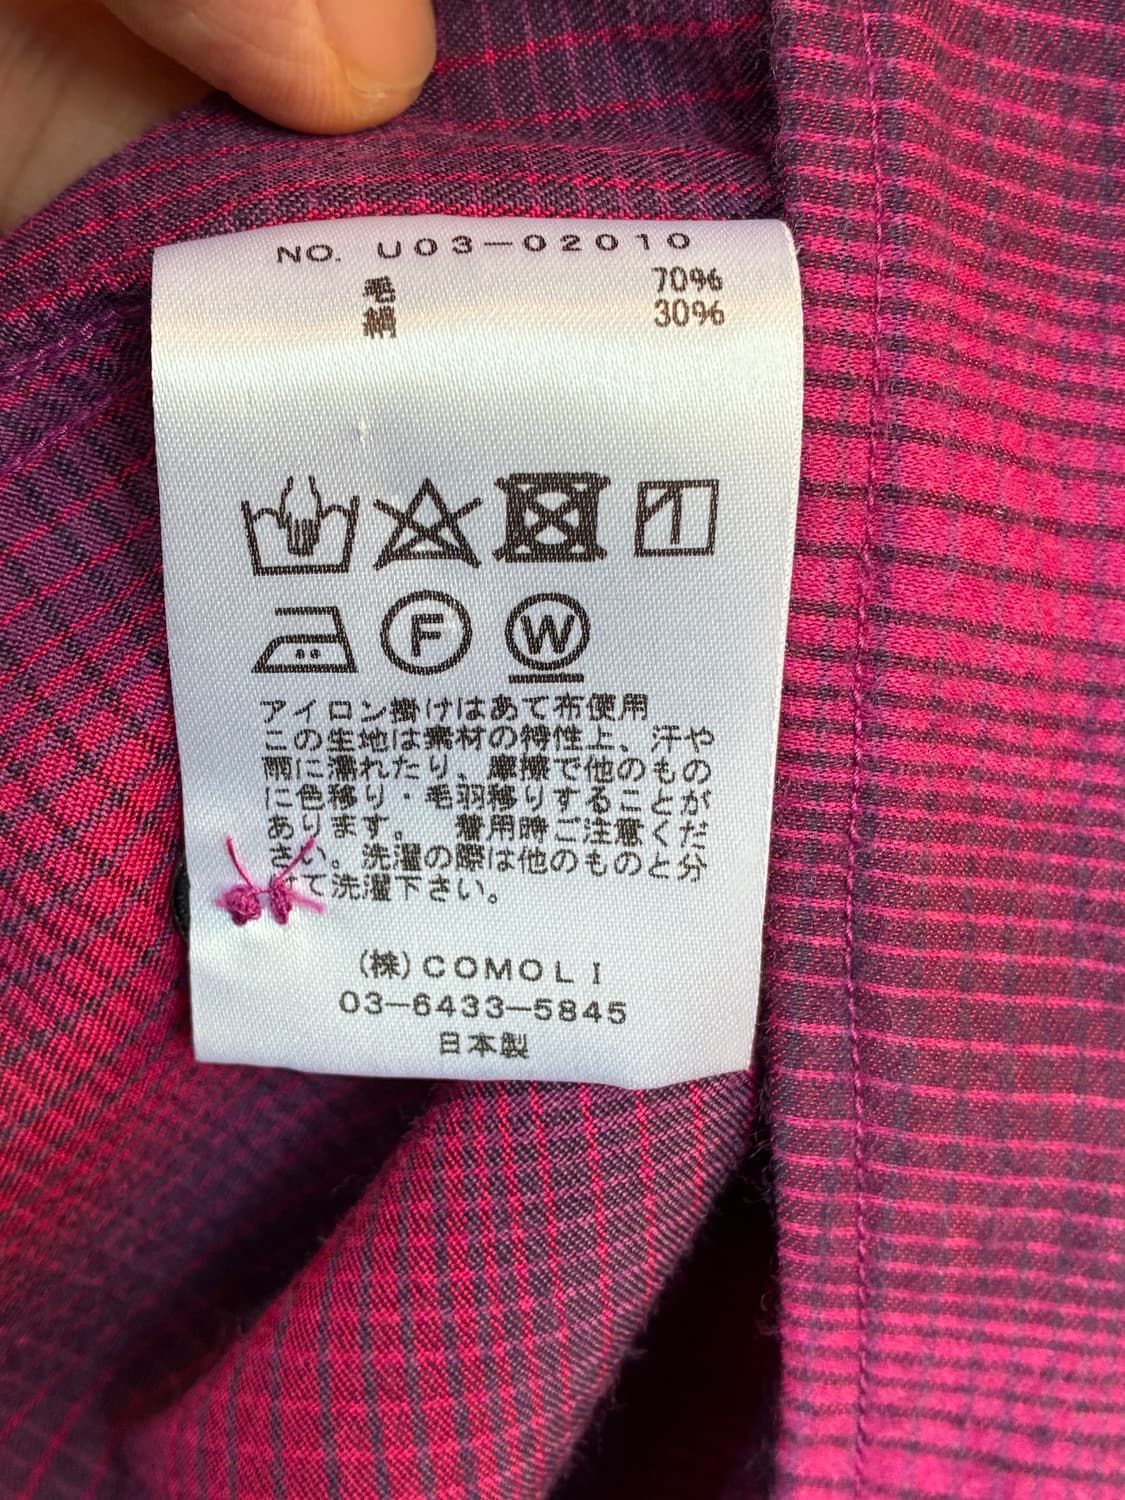 NO. U03-02010
毛 70%
絹 30%
F W
アイロン掛けはあて布使用
この生地は素材の特性上、汗や
雨に濡れたり、摩擦で他のもの
に色移り・毛羽移りすることが
あります。 着用時ご注意くだ
さい。洗濯の際は他のものと分
けて洗濯下さい。
(株)COMOLI
03-6433-5845
日本製